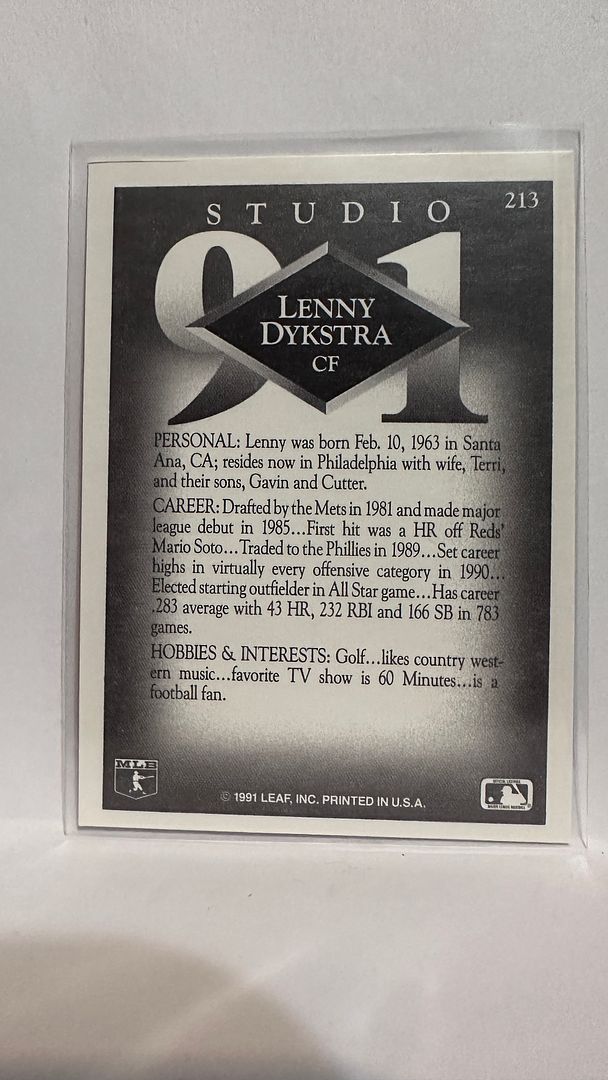 213
STUDIO
91
LENNY
DYKSTRA
CF
PERSONAL: Lenny was born Feb. 10, 1963 in Santa
Ana, CA; resides now in Philadelphia with wife, Terri,
and their sons, Gavin and Cutter.
CAREER: Drafted by the Mets in 1981 and made major
league debut in 1985...First hit was a HR off Reds'
Mario Soto...Traded to the Phillies in 1989...Set career
highs in virtually every offensive category in 1990...
Elected starting outfielder in All Star game...Has career
.283 average with 43 HR, 232 RBI and 166 SB in 783
games.
HOBBIES & INTERESTS: Golf...likes country west-
ern music...favorite TV show is 60 Minutes...is a
football fan.
MLB
© 1991 LEAF, INC. PRINTED IN U.S.A.